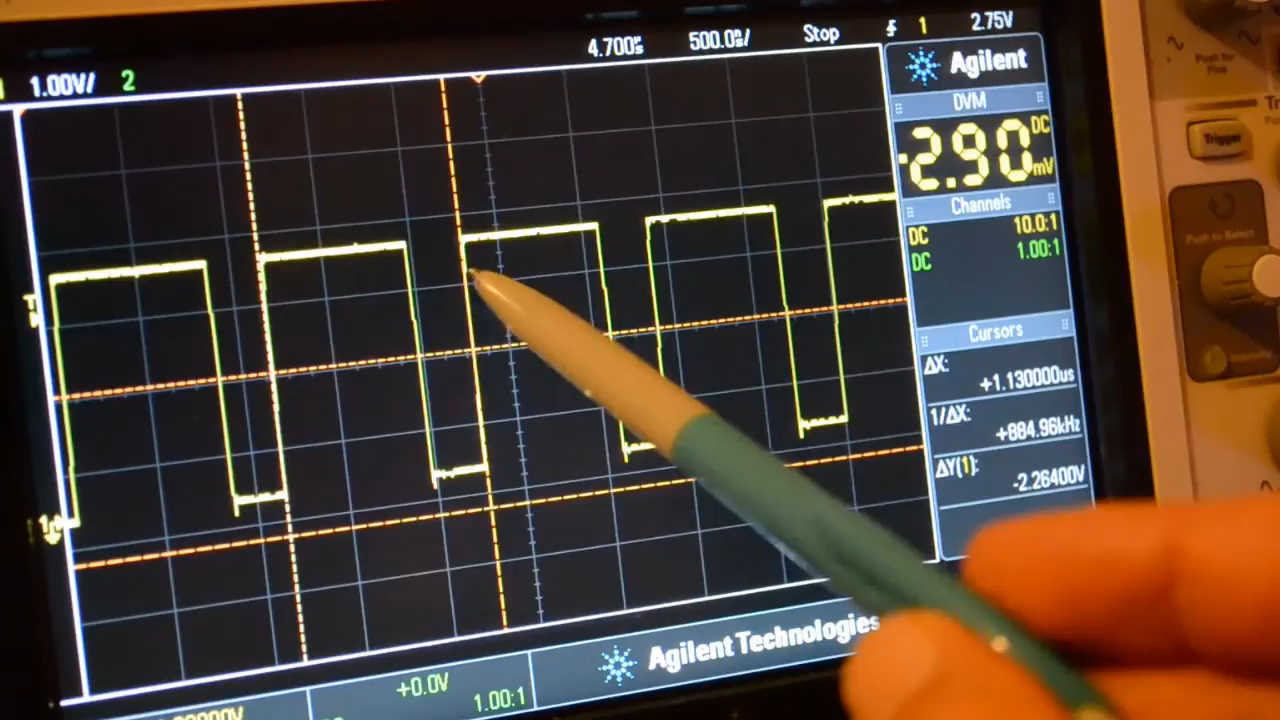 1.00V/ 2 4.700s 500.0s/ Stop 1 2.75V
Agilent
DVM
-2.90 DC mV
Channels
DC 10.0:1
DC 1.00:1
Cursors
ΔX:
+1.130000us
1/ΔX:
+884.96kHz
ΔY(1):
-2.26400V
Agilent Technologies
+0.0V
1.00:1
Push to Select
Trigger